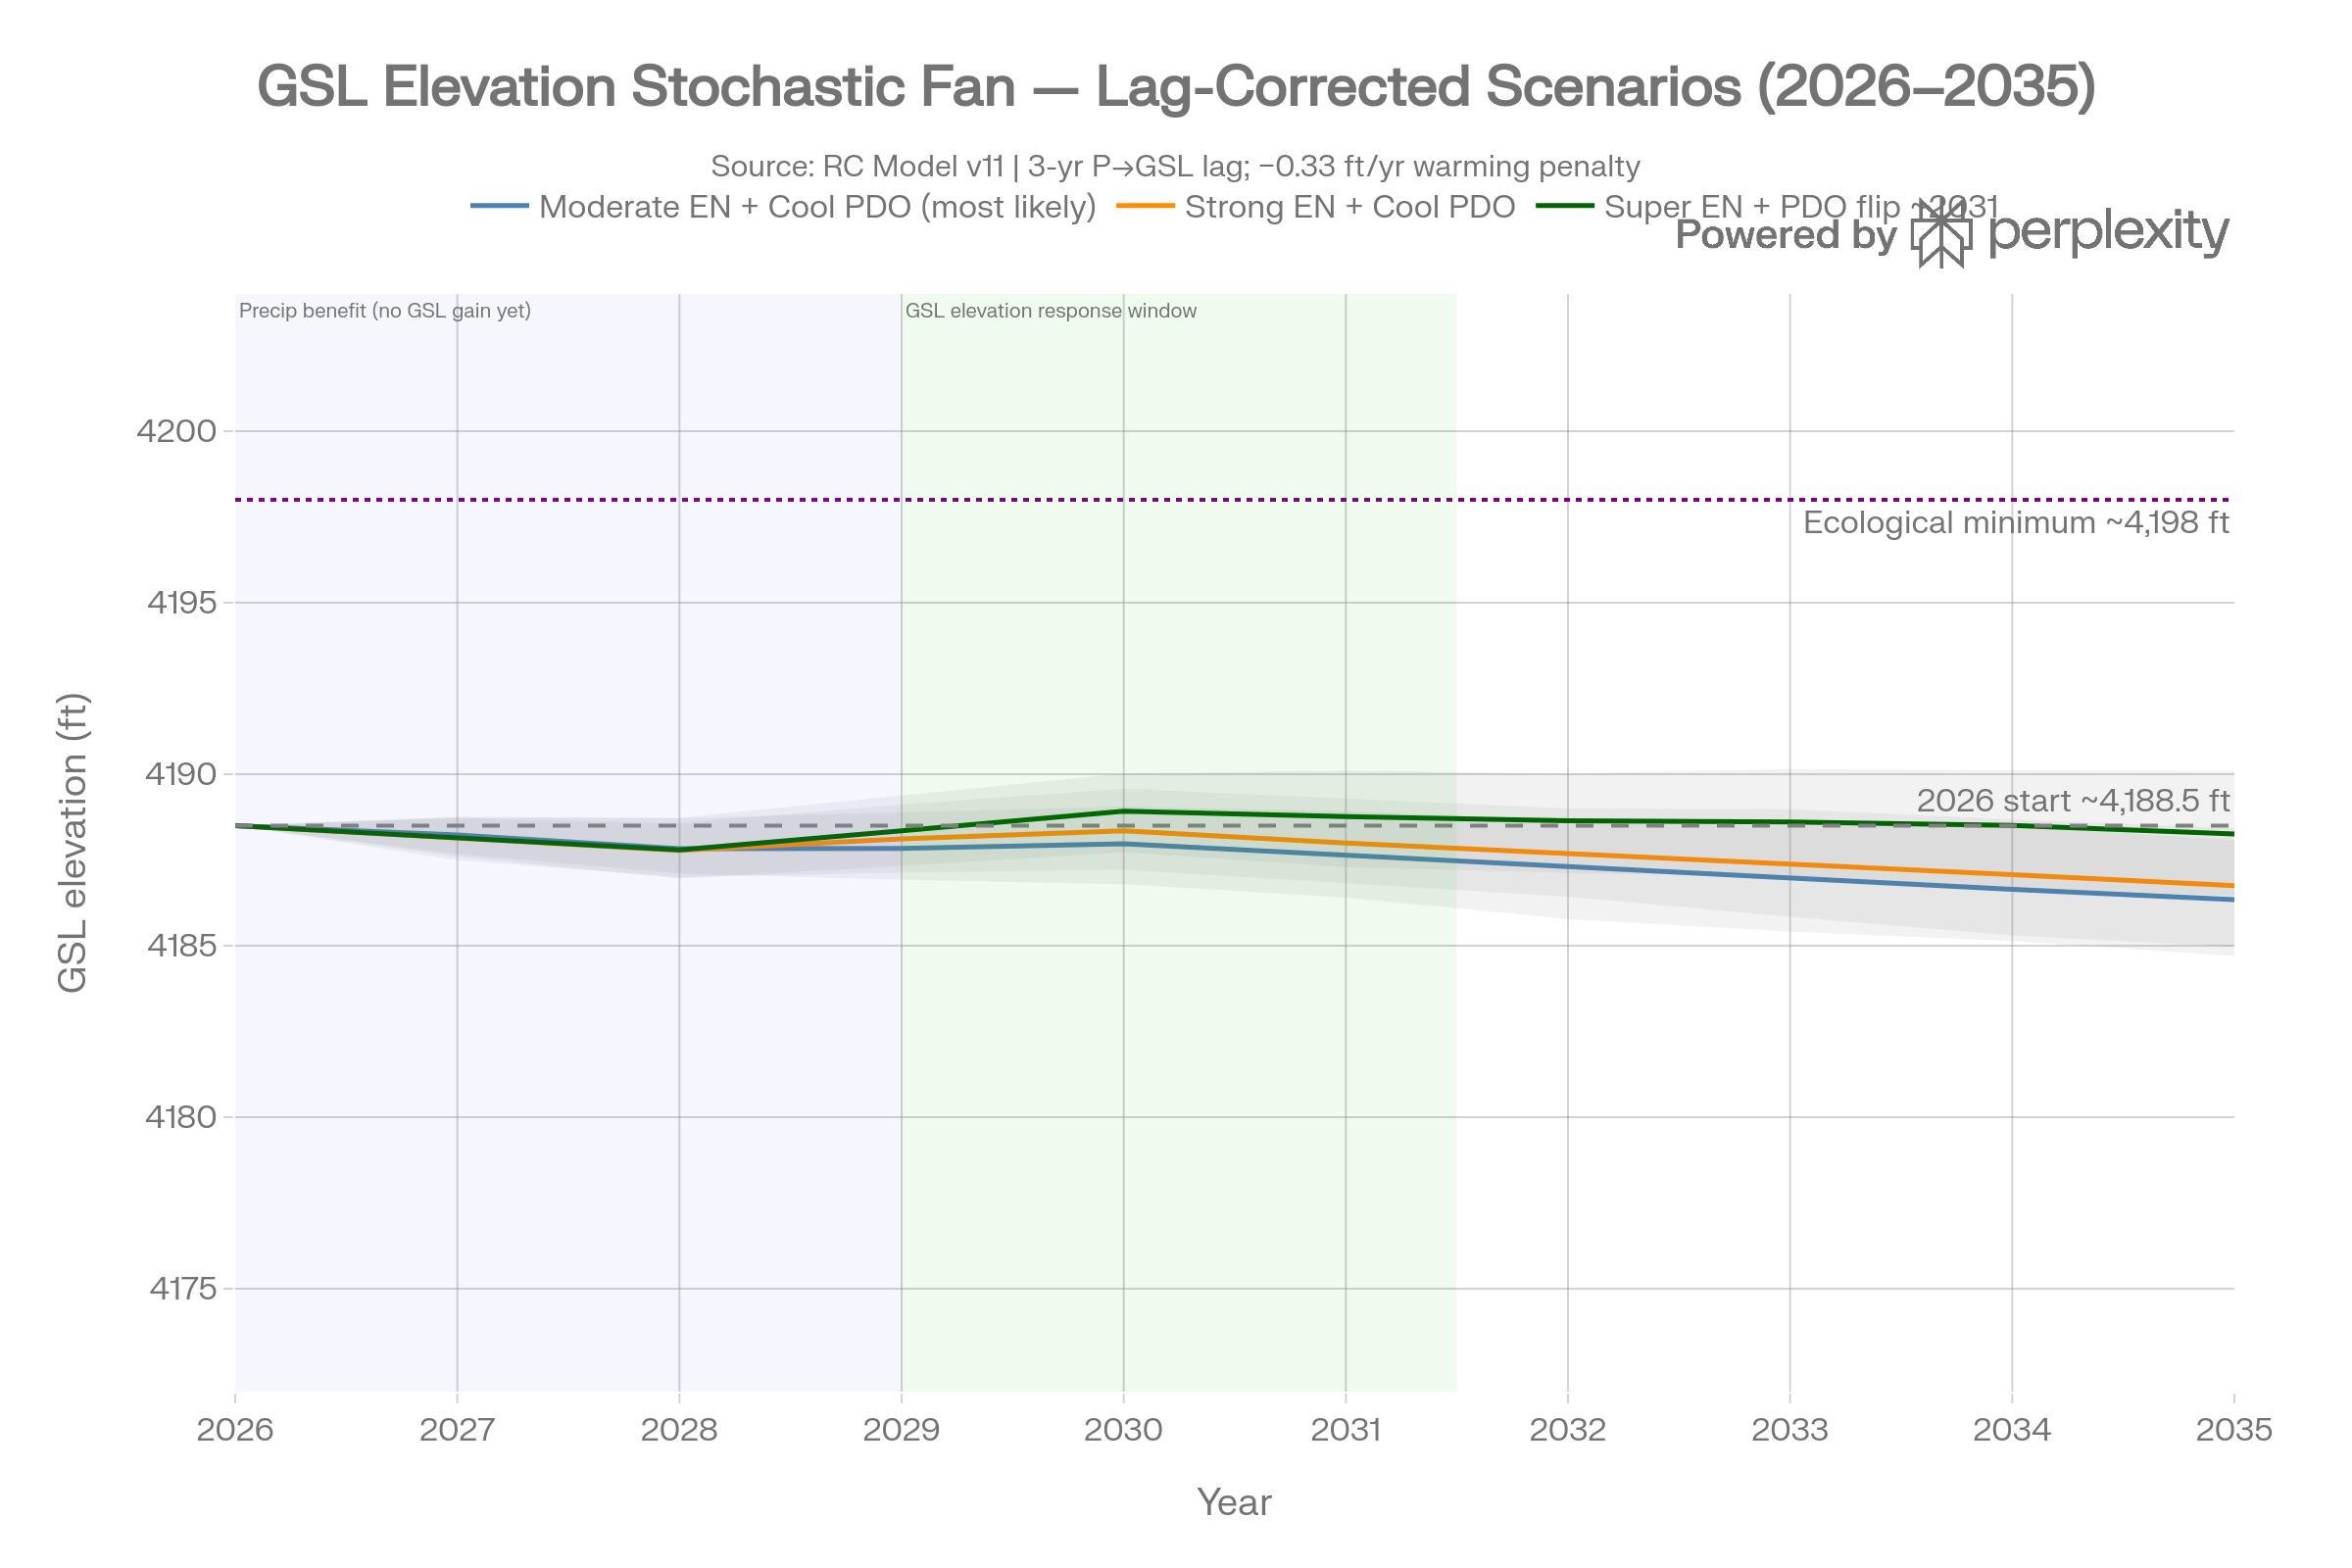 GSL Elevation Stochastic Fan — Lag-Corrected Scenarios (2026–2035)
Source: RC Model v11 | 3-yr P→GSL lag; −0.33 ft/yr warming penalty
Moderate EN + Cool PDO (most likely) Strong EN + Cool PDO Super EN + PDO flip ~2031
Powered by perplexity
Precip benefit (no GSL gain yet) GSL elevation response window
4200
Ecological minimum ~4,198 ft
4195
4190
2026 start ~4,188.5 ft
GSL elevation (ft)
4185
4180
4175
2026 2027 2028 2029 2030 2031 2032 2033 2034 2035
Year